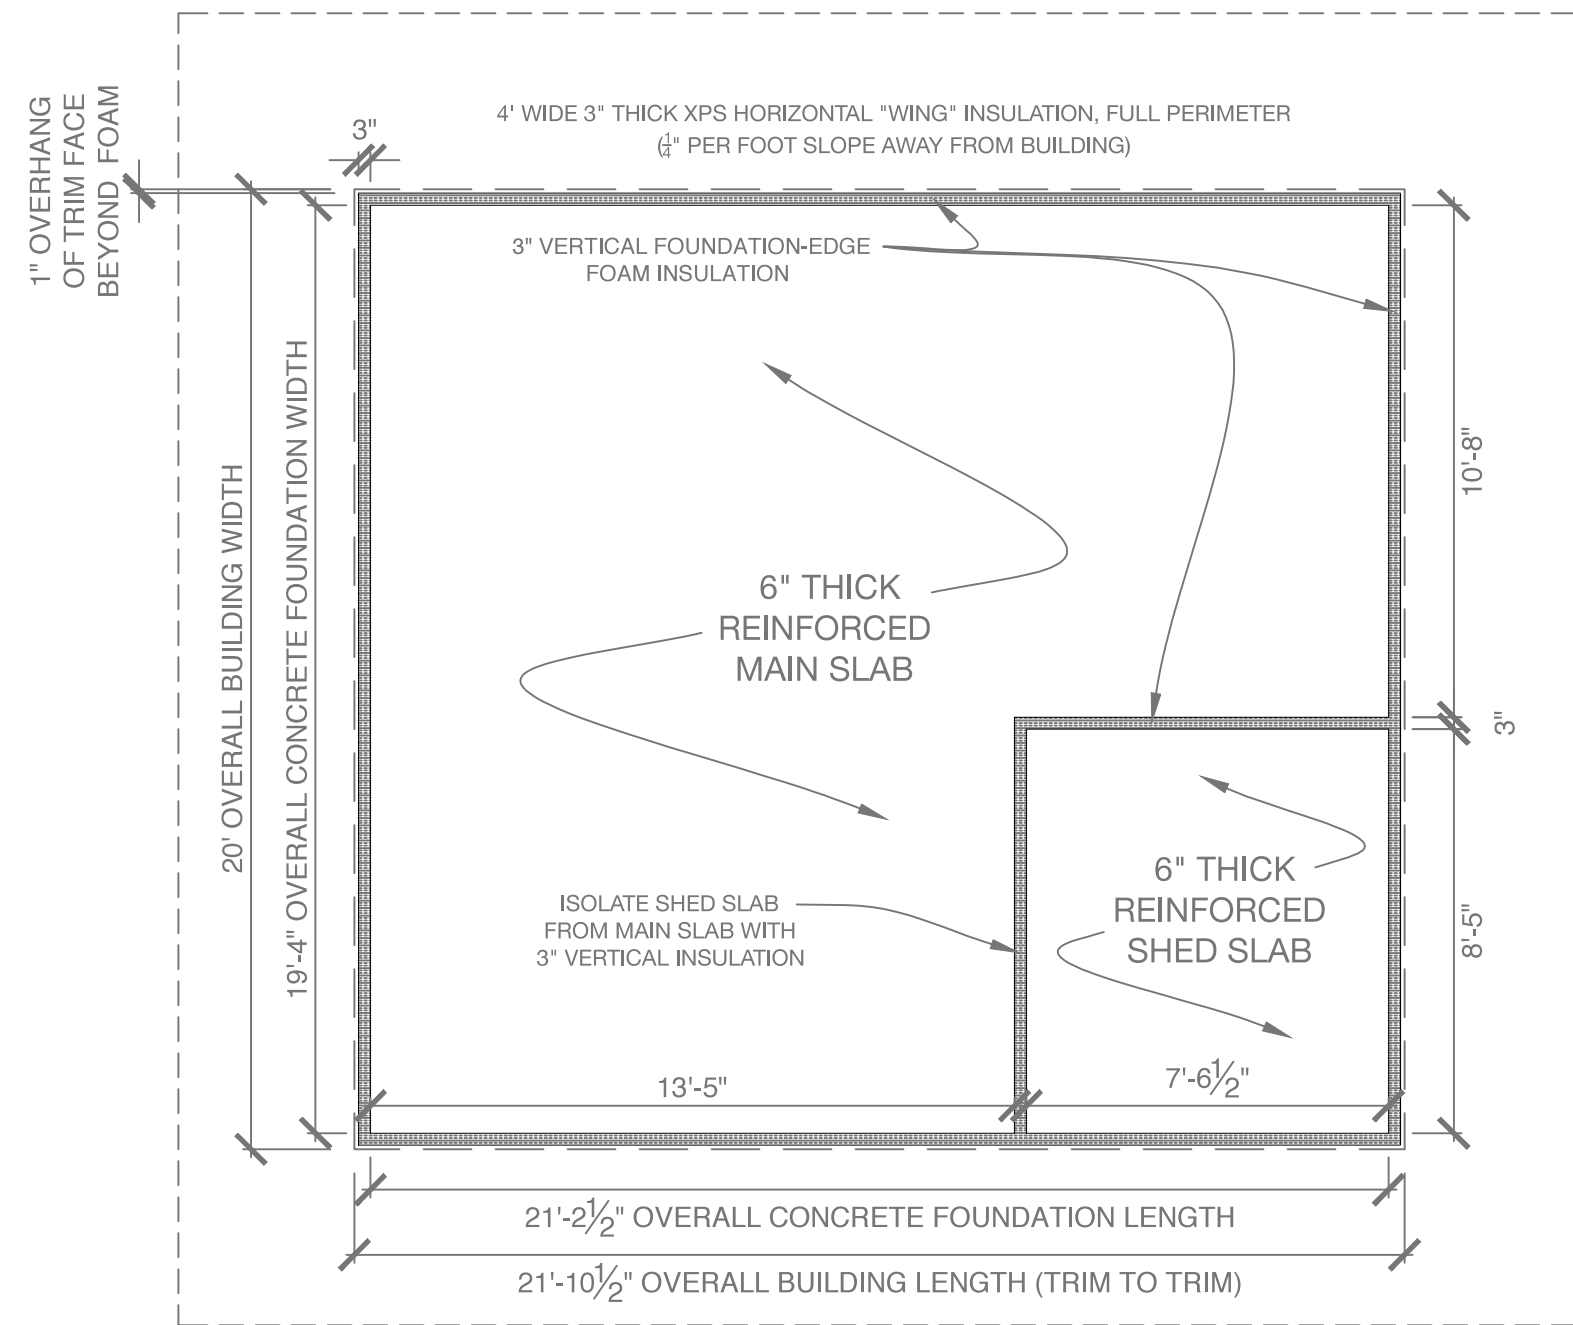 1" OVERHANG
OF TRIM FACE
BEYOND FOAM
3"
4' WIDE 3" THICK XPS HORIZONTAL "WING" INSULATION, FULL PERIMETER
(¼" PER FOOT SLOPE AWAY FROM BUILDING)
3" VERTICAL FOUNDATION-EDGE
FOAM INSULATION
20' OVERALL BUILDING WIDTH
19'-4" OVERALL CONCRETE FOUNDATION WIDTH
10'-8"
6" THICK
REINFORCED
MAIN SLAB
3"
ISOLATE SHED SLAB
FROM MAIN SLAB WITH
3" VERTICAL INSULATION
6" THICK
REINFORCED
SHED SLAB
8'-5"
13'-5"
7'-6½"
21'-2½" OVERALL CONCRETE FOUNDATION LENGTH
21'-10½" OVERALL BUILDING LENGTH (TRIM TO TRIM)